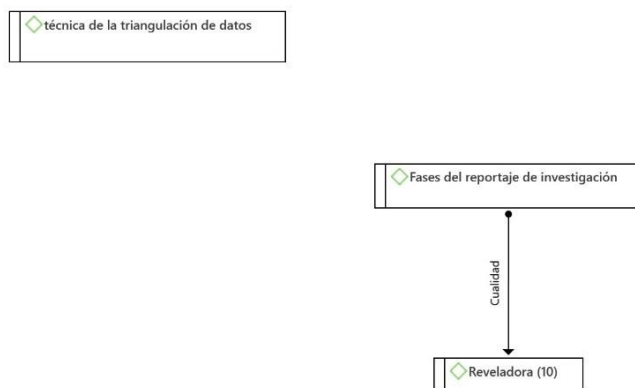 técnica de la triangulación de datos
Fases del reportaje de investigación
Cualidad
Reveladora (10)